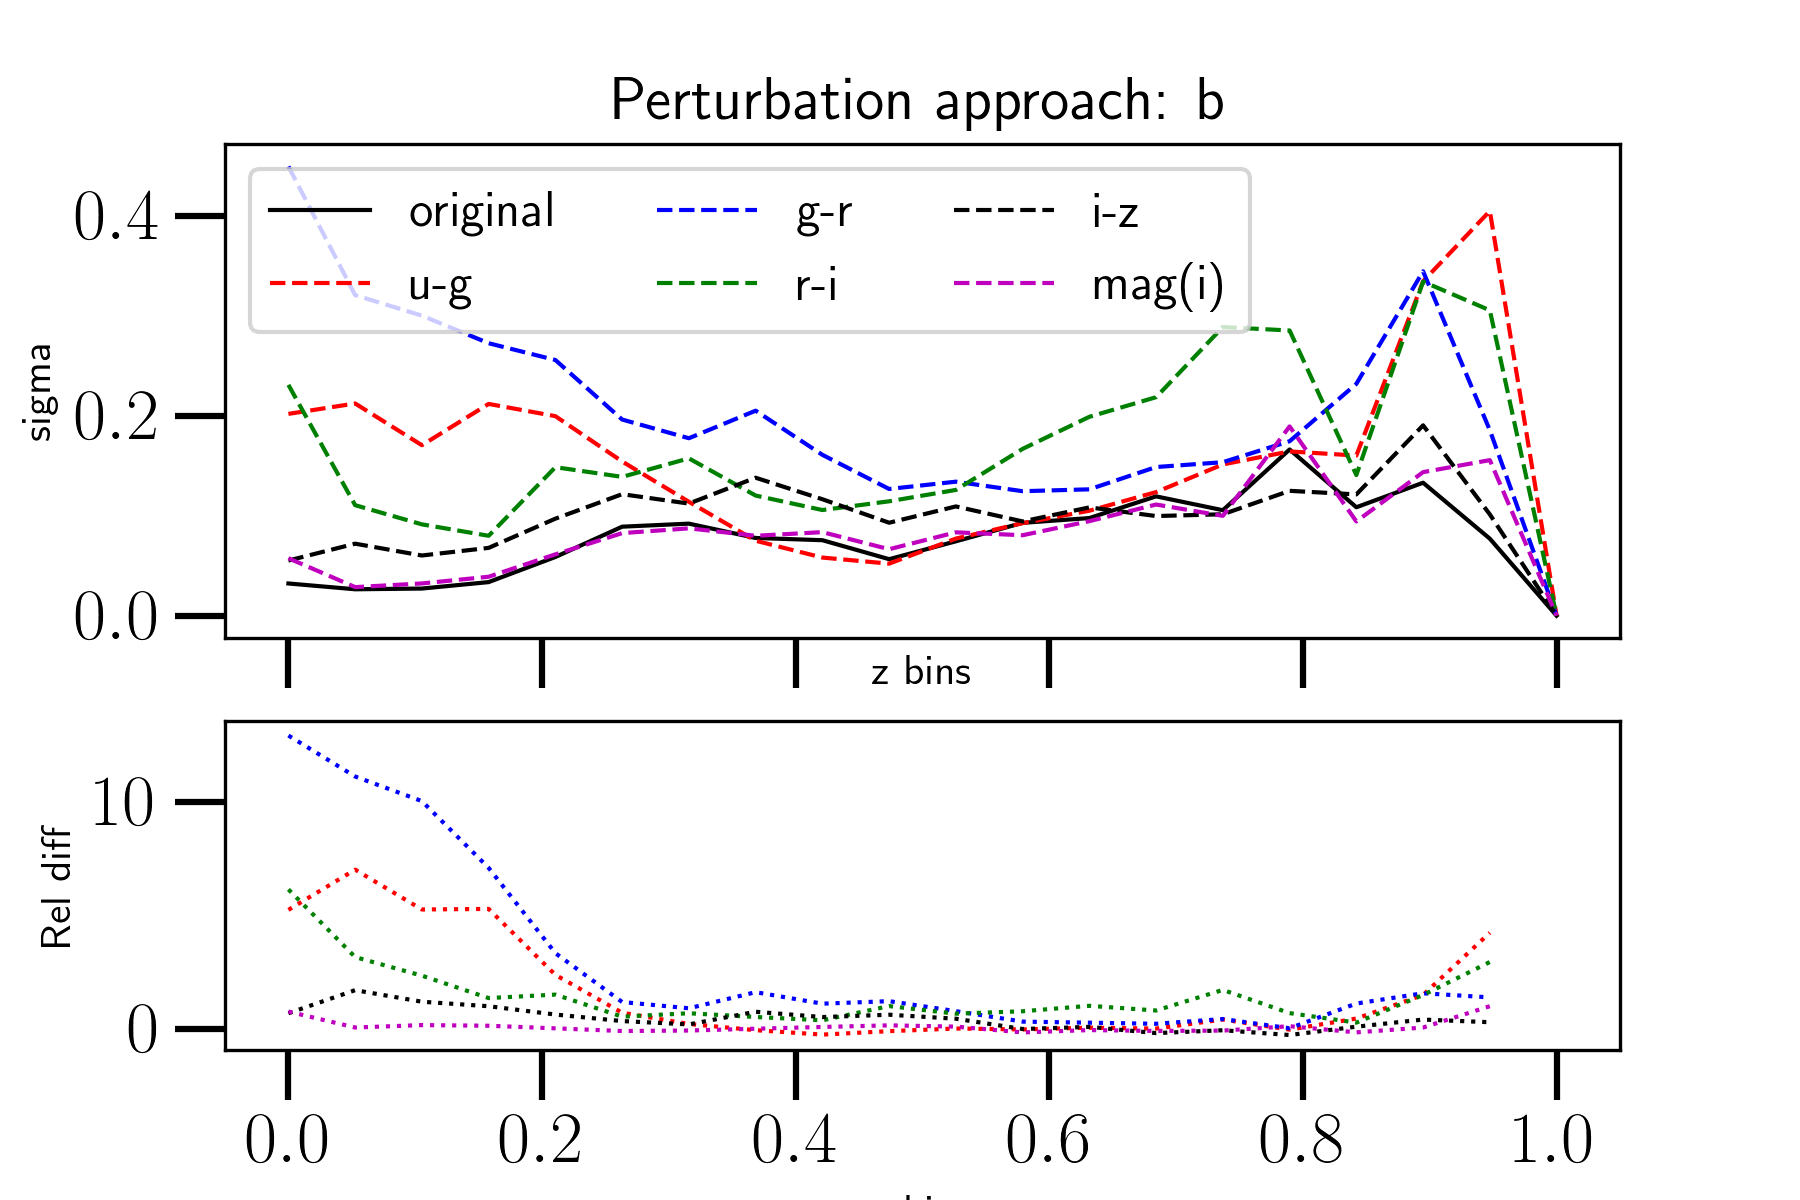 Perturbation approach: b
original g-r i-z
u-g r-i mag(i)
sigma
0.4
0.2
0.0
z bins
Rel diff
10
0
0.0 0.2 0.4 0.6 0.8 1.0